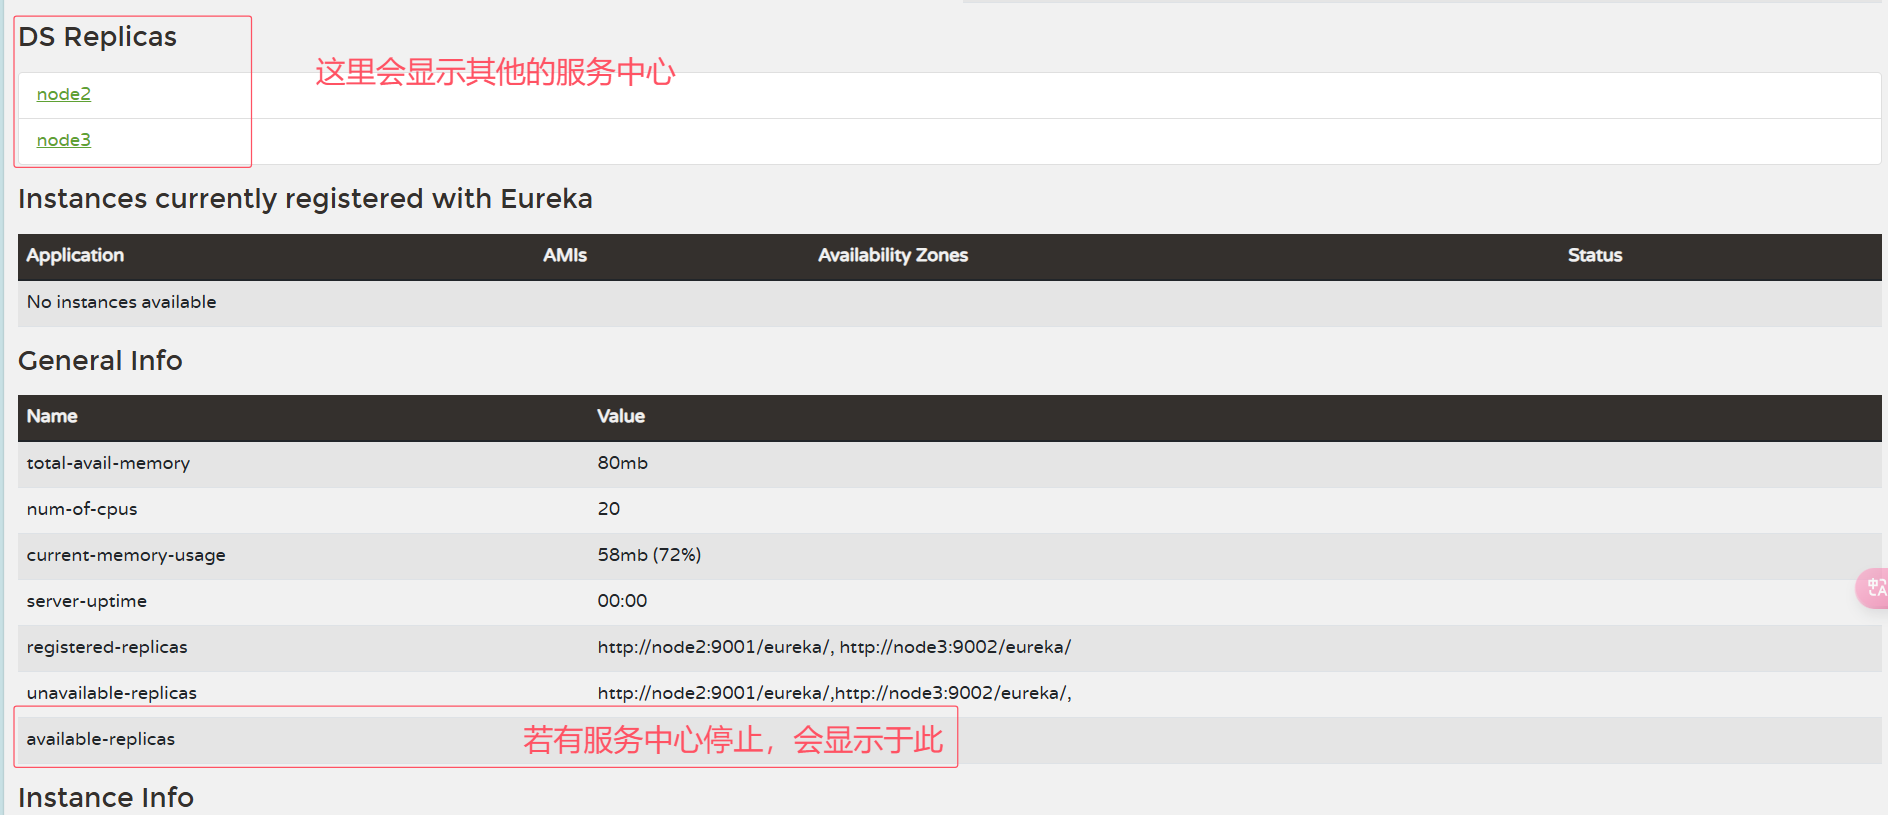 DS Replicas
这里会显示其他的服务中心
node2
node3
Instances currently registered with Eureka
Application AMIs Availability Zones Status
No instances available
General Info
Name Value
total-avail-memory 80mb
num-of-cpus 20
current-memory-usage 58mb (72%)
server-uptime 00:00
registered-replicas http://node2:9001/eureka/, http://node3:9002/eureka/
unavailable-replicas http://node2:9001/eureka/,http://node3:9002/eureka/,
available-replicas 若有服务中心停止，会显示于此
Instance Info